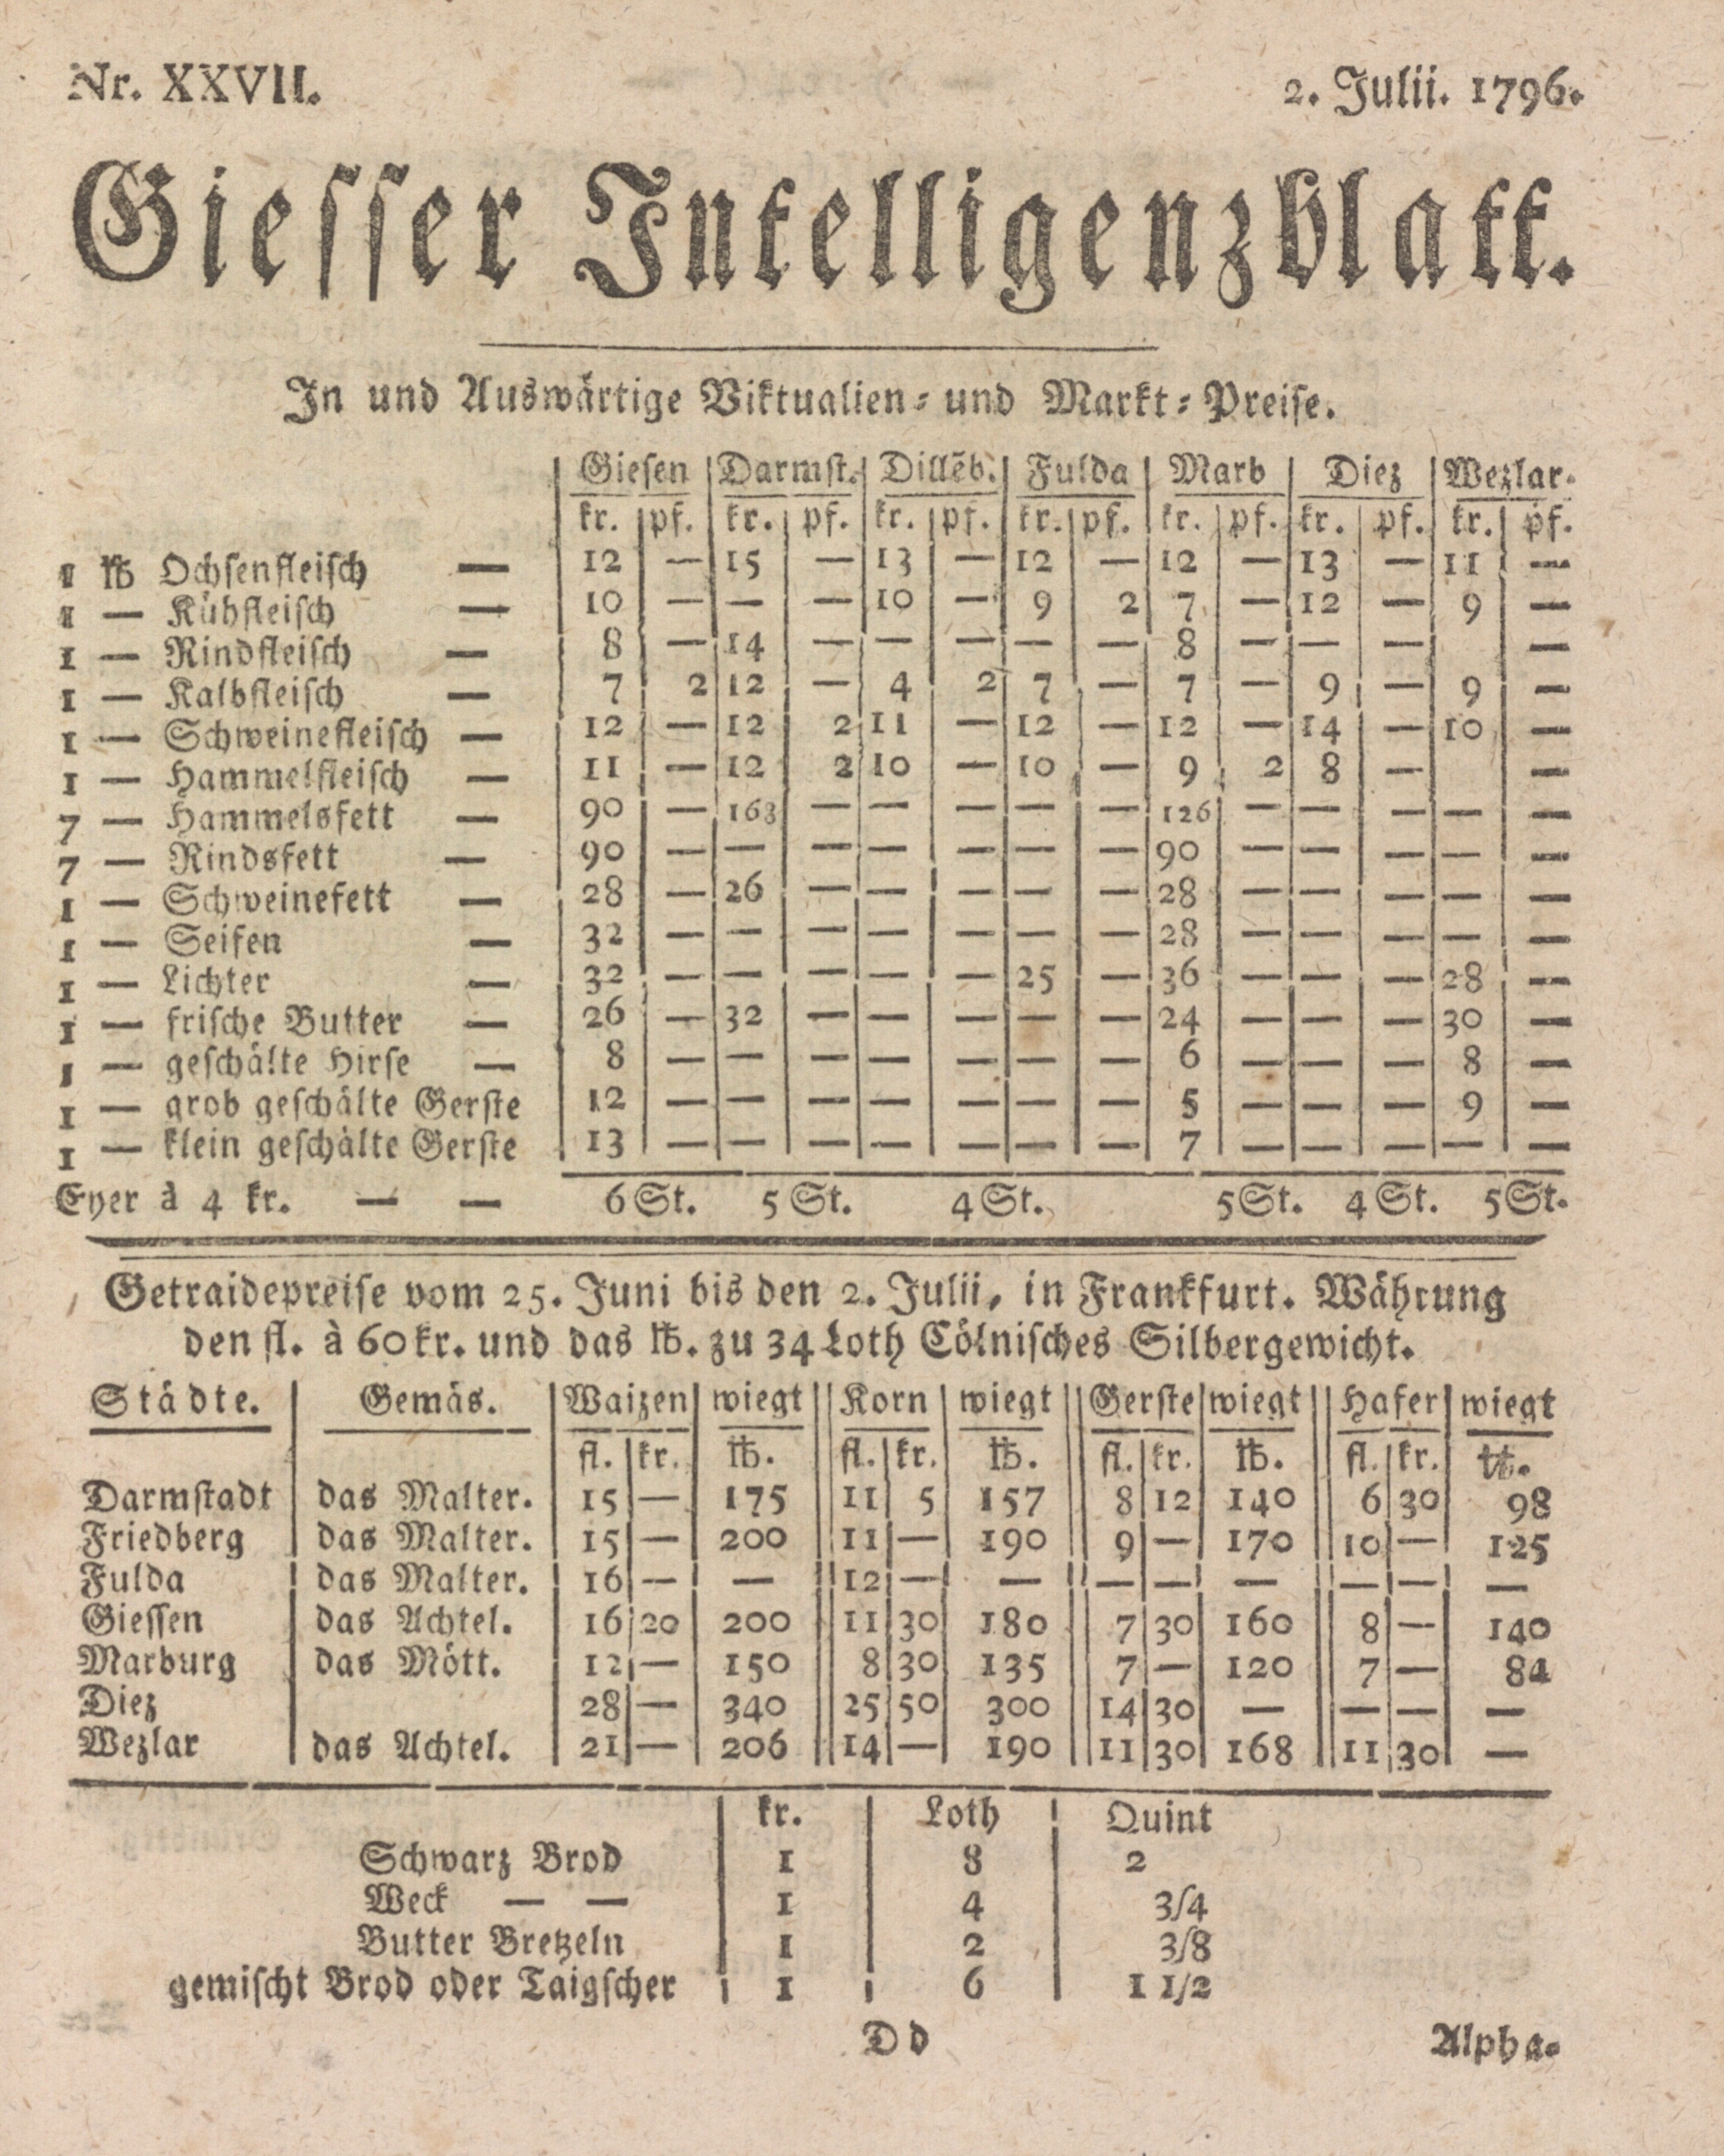 Nr. XXVII. 2. Julii. 1796.
Giesser Intelligenzblatt.
In und Auswärtige Viktualien- und Markt-Preise.
Giesen Darmst. Dillēb. Fulda Marb Diez Wezlar.
kr. pf. kr. pf. kr. pf. kr. pf. kr. pf. kr. pf. kr. pf.
1 ℔ Ochsenfleisch — 12 — 15 — 13 — 12 — 12 — 13 — 11 —
1 — Kühfleisch — 10 — — — 10 — 9 2 7 — 12 — 9 —
1 — Rindfleisch — 8 — 14 — — — — — 8 — — — —
1 — Kalbfleisch — 7 2 12 — 4 2 7 — 7 — 9 — 9 —
1 — Schweinefleisch — 12 — 12 2 11 — 12 — 12 — 14 — 10 —
1 — Hammelfleisch — 11 — 12 2 10 — 10 — 9 2 8 — —
7 — Hammelsfett — 90 — 168 — — — — — 126 — — — — —
7 — Rindsfett — 90 — — — — — — — 90 — — — — —
1 — Schweinefett — 28 — 26 — — — — — 28 — — — — —
1 — Seifen — 32 — — — — — — — 28 — — — — —
1 — Lichter — 32 — — — — — 25 — 36 — — — 28 —
1 — frische Butter — 26 — 32 — — — — — 24 — — — 30 —
1 — geschälte Hirse — 8 — — — — — — — 6 — — — 8 —
1 — grob geschälte Gerste 12 — — — — — — — 5 — — — 9 —
1 — klein geschälte Gerste 13 — — — — — — — 7 — — — — —
Eyer à 4 kr. — — 6 St. 5 St. 4 St. 5 St. 4 St. 5 St.
Getraidepreise vom 25. Juni bis den 2. Julii, in Frankfurt. Währung
den fl. à 60 kr. und das ℔. zu 34 Loth Cölnisches Silbergewicht.
Städte. Gemäs. Waizen wiegt Korn wiegt Gerste wiegt Hafer wiegt
fl. kr. ℔. fl. kr. ℔. fl. kr. ℔. fl. kr. ℔.
Darmstadt das Malter. 15 — 175 11 5 157 8 12 140 6 30 98
Friedberg das Malter. 15 — 200 11 — 190 9 — 170 10 — 125
Fulda das Malter. 16 — — 12 — — — — — — — —
Giessen das Achtel. 16 20 200 11 30 180 7 30 160 8 — 140
Marburg das Mött. 12 — 150 8 30 135 7 — 120 7 — 84
Diez 28 — 340 25 50 300 14 30 — — — —
Wezlar das Achtel. 21 — 206 14 — 190 11 30 168 11 30 —
kr. Loth Quint
Schwarz Brod 1 8 2
Weck — — 1 4 3/4
Butter Bretzeln 1 2 3/8
gemischt Brod oder Taigscher 1 6 1 1/2
Dd Alpha-